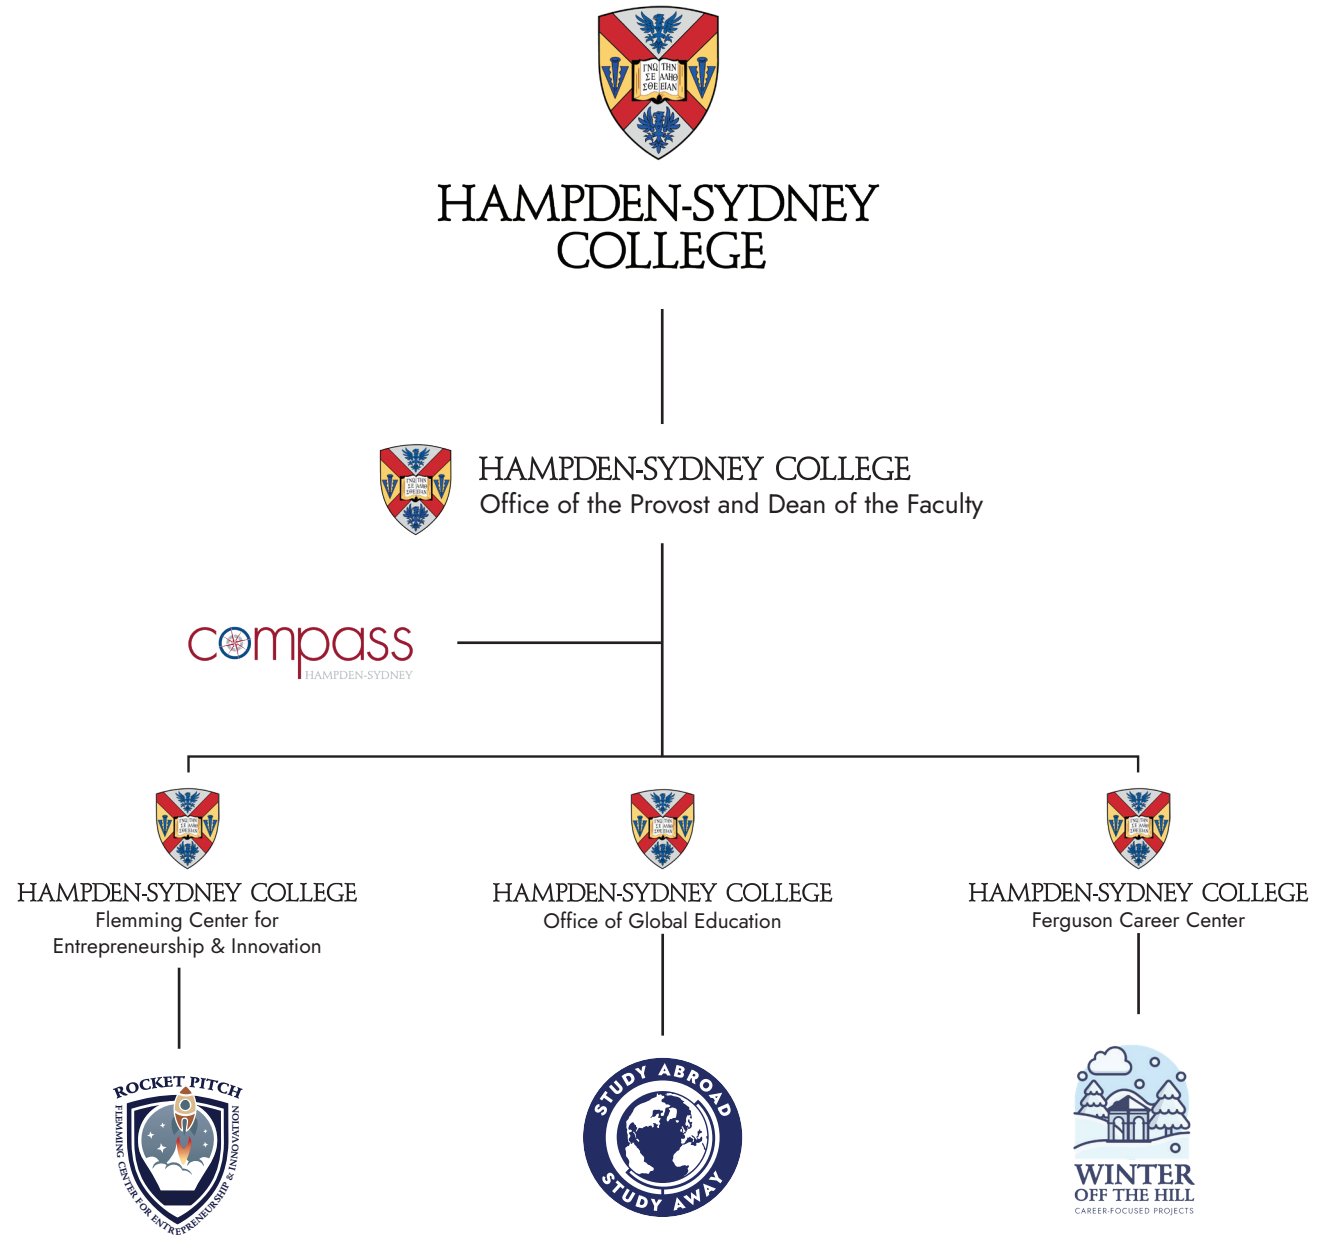 ΓΝΩ ΤΗΝ
ΣΕ ΑΛΗΘ
ΣΘΕ ΕΙΑΝ
HAMPDEN-SYDNEY
COLLEGE
HAMPDEN-SYDNEY COLLEGE
Office of the Provost and Dean of the Faculty
compass
HAMPDEN-SYDNEY
HAMPDEN-SYDNEY COLLEGE
Flemming Center for
Entrepreneurship & Innovation
HAMPDEN-SYDNEY COLLEGE
Office of Global Education
HAMPDEN-SYDNEY COLLEGE
Ferguson Career Center
ROCKET PITCH
FLEMMING CENTER FOR ENTREPRENEURSHIP & INNOVATION
STUDY ABROAD
STUDY AWAY
WINTER
OFF THE HILL
CAREER-FOCUSED PROJECTS